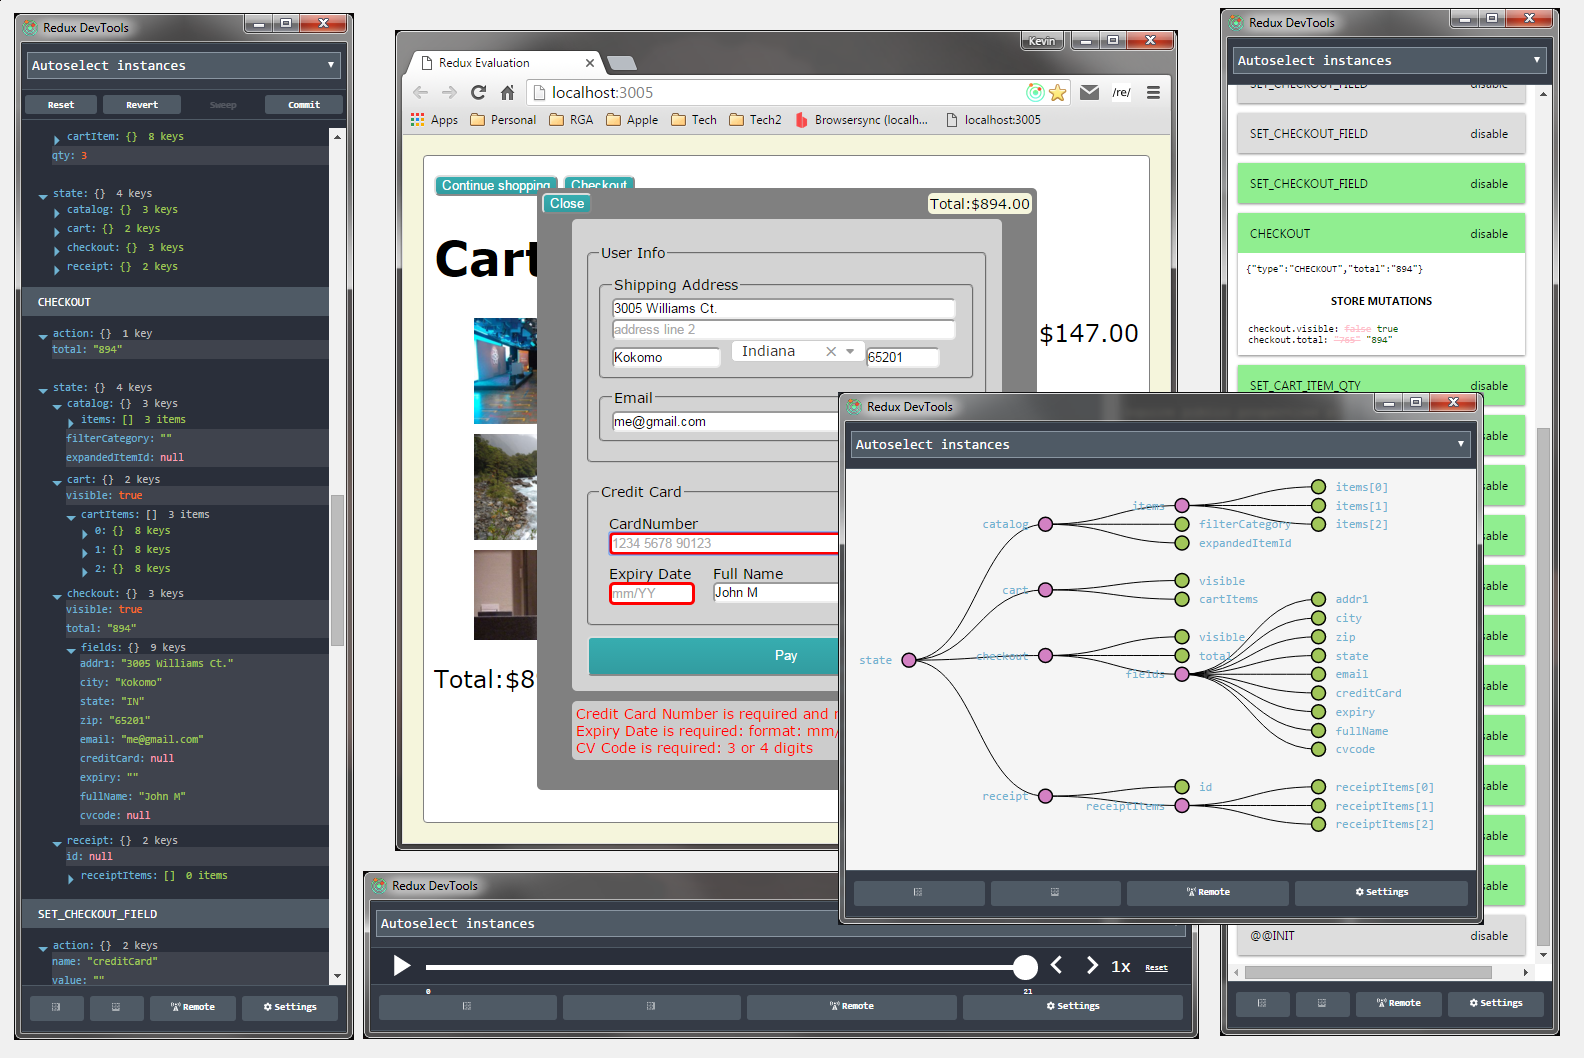 Redux DevTools
Autoselect instances
Reset Revert Sweep Commit
cartItem: {} 8 keys
qty: 3
state: {} 4 keys
catalog: {} 3 keys
cart: {} 2 keys
checkout: {} 3 keys
receipt: {} 2 keys
CHECKOUT
action: {} 1 key
total: "894"
state: {} 4 keys
catalog: {} 3 keys
items: [] 3 items
filterCategory: ""
expandedItemId: null
cart: {} 2 keys
visible: true
cartItems: [] 3 items
0: {} 8 keys
1: {} 8 keys
2: {} 8 keys
checkout: {} 3 keys
visible: true
total: "894"
fields: {} 9 keys
addr1: "3005 Williams Ct."
city: "Kokomo"
state: "IN"
zip: "65201"
email: "me@gmail.com"
creditCard: null
expiry: ""
fullName: "John M"
cvcode: null
receipt: {} 2 keys
id: null
receiptItems: [] 0 items
SET_CHECKOUT_FIELD
action: {} 2 keys
name: "creditCard"
value: ""
Remote Settings
Kevin
Redux Evaluation
localhost:3005
/re/
Apps Personal RGA Apple Tech Tech2 Browsersync (localh... localhost:3005
Continue shopping Checkout
Close Total:$894.00
Cart
User Info
Shipping Address
3005 Williams Ct.
address line 2
Kokomo Indiana 65201
$147.00
Email
me@gmail.com
Credit Card
CardNumber
1234 5678 90123
Expiry Date Full Name
mm/YY John M
Pay
Total:$8
Credit Card Number is required and
Expiry Date is required: format: mm/
CV Code is required: 3 or 4 digits
Redux DevTools
Autoselect instances
1x Reset
0 21
Remote Settings
Redux DevTools
Autoselect instances
state
catalog
cart
checkout
receipt
items
filterCategory
expandedItemId
visible
cartItems
visible
total
fields
id
receiptItems
items[0]
items[1]
items[2]
addr1
city
zip
state
email
creditCard
expiry
fullName
cvcode
receiptItems[0]
receiptItems[1]
receiptItems[2]
Remote Settings
Redux DevTools
Autoselect instances
SET_CHECKOUT_FIELD disable
SET_CHECKOUT_FIELD disable
SET_CHECKOUT_FIELD disable
CHECKOUT disable
{"type":"CHECKOUT","total":"894"}
STORE MUTATIONS
checkout.visible: false true
checkout.total: "765" "894"
SET_CART_ITEM_QTY disable
able
able
able
able
able
able
able
able
able
able
@@INIT disable
Remote Settings